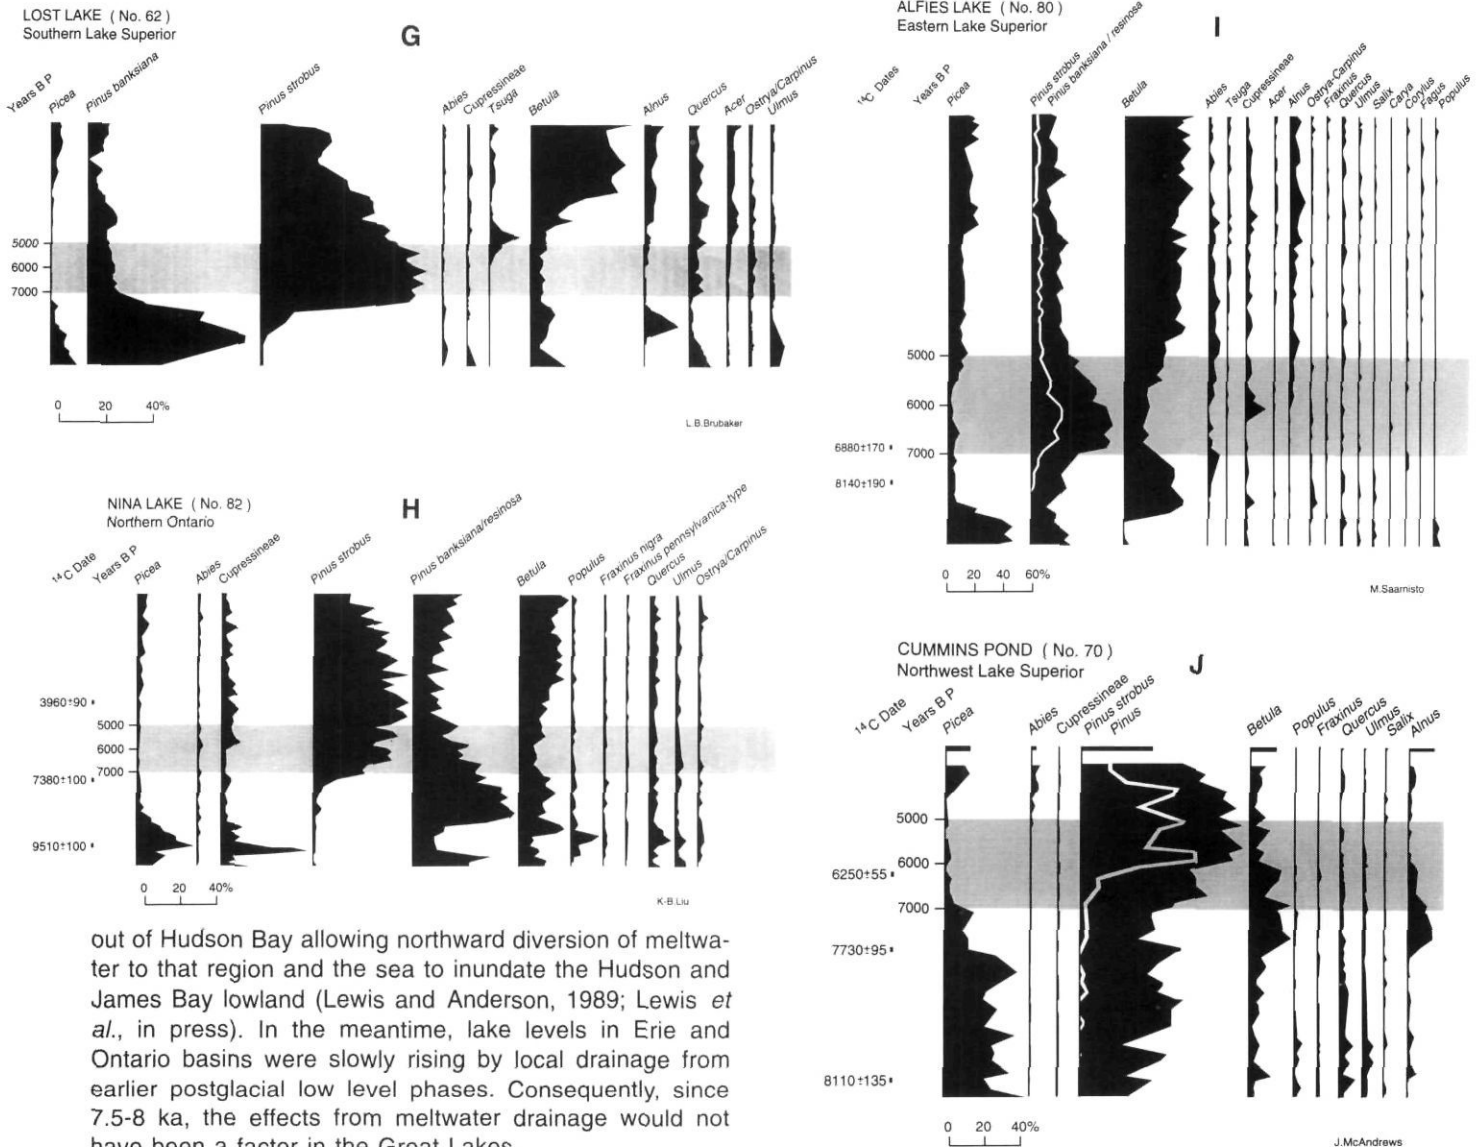 LOST LAKE ( No. 62)
Southern Lake Superior
G
Years B P
Picea
Pinus banksiana
Pinus strobus
Abies
Cupressineae
Tsuga
Betula
Alnus
Quercus
Acer
Ostrya/Carpinus
Ulmus
5000
6000
7000
0 20 40%
L.B.Brubaker
NINA LAKE ( No. 82)
Northern Ontario
H
14C Date
Years B P
Picea
Abies
Cupressineae
Pinus strobus
Pinus banksiana/resinosa
Betula
Populus
Fraxinus nigra
Fraxinus pennsylvanica-type
Quercus
Ulmus
Ostrya/Carpinus
3960±90
5000
6000
7000
7380±100
9510±100
0 20 40%
K-B.Liu
out of Hudson Bay allowing northward diversion of meltwa-
ter to that region and the sea to inundate the Hudson and
James Bay lowland (Lewis and Anderson, 1989; Lewis et
al., in press). In the meantime, lake levels in Erie and
Ontario basins were slowly rising by local drainage from
earlier postglacial low level phases. Consequently, since
7.5-8 ka, the effects from meltwater drainage would not
have been a factor in the Great Lakes
ALFIES LAKE ( No. 80)
Eastern Lake Superior
I
14C Dates
Years B P
Picea
Pinus strobus
Pinus banksiana / resinosa
Betula
Abies
Tsuga
Cupressineae
Acer
Alnus
Ostrya-Carpinus
Fraxinus
Quercus
Ulmus
Salix
Carya
Corylus
Fagus
Populus
5000
6000
6880±170
7000
8140±190
0 20 40 60%
M.Saarnisto
CUMMINS POND ( No. 70)
Northwest Lake Superior
J
14C Date
Years B P
Picea
Abies
Cupressineae
Pinus strobus
Pinus
Betula
Populus
Fraxinus
Quercus
Ulmus
Salix
Alnus
5000
6000
6250±55
7000
7730±95
8110±135
0 20 40%
J.McAndrews